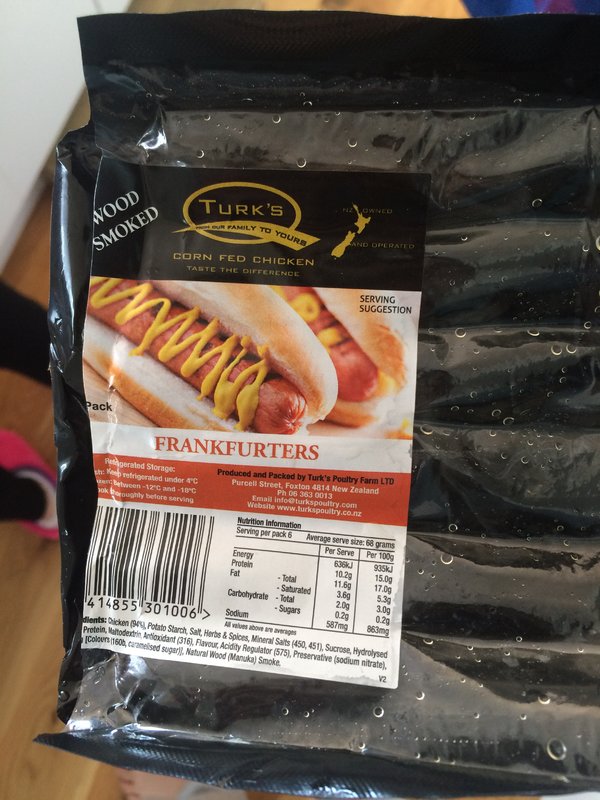 WOOD
SMOKED
TURK'S
FROM OUR FAMILY TO YOURS
CORN FED CHICKEN
TASTE THE DIFFERENCE
NZ OWNED
AND OPERATED
SERVING
SUGGESTION
Pack
FRANKFURTERS
Refrigerated Storage:
Keep refrigerated under 4°C
between -12°C and -18°C
thoroughly before serving
Produced and Packed by Turk's Poultry Farm LTD
Purcell Street, Foxton 4814 New Zealand
Ph 06 363 0013
Email info@turkspoultry.com
Website www.turkspoultry.co.nz
Nutrition Information
Serving per pack 6 Average serve size: 68 grams
Per Serve Per 100g
Energy 636kJ 935kJ
Protein 10.2g 15.0g
Fat - Total 11.6g 17.0g
- Saturated 3.6g 5.3g
Carbohydrate - Total 2.0g 3.0g
- Sugars 0.2g 0.2g
Sodium 587mg 863mg
All values above are averages
414855 301006 >
Chicken (94%), Potato Starch, Salt, Herbs & Spices, Mineral Salts (450, 451), Sucrose, Hydrolysed
Protein, Maltodextrin, Antioxidant (316), Flavour, Acidity Regulator (575), Preservative (sodium nitrate),
[Colours (160b, caramelised sugar)], Natural Wood (Manuka) Smoke.
V2